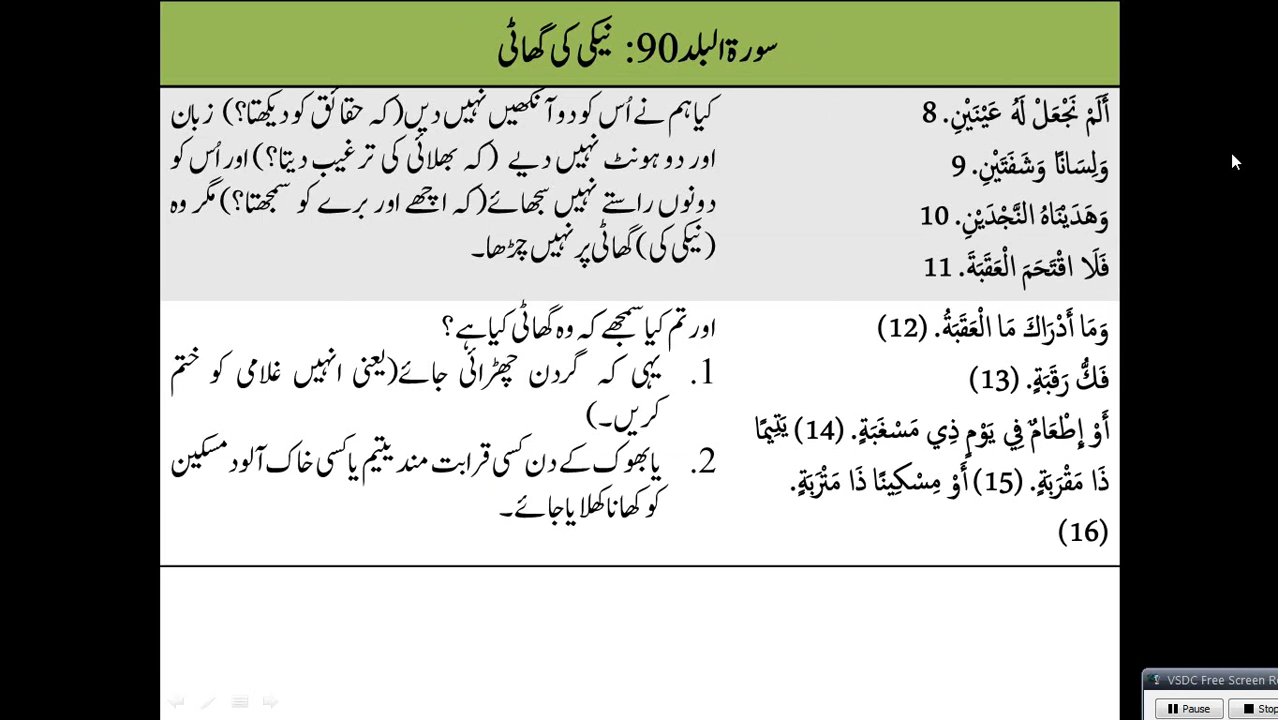 سورۃ البلد 90: نیکی کی گھاٹی
أَلَمْ نَجْعَلْ لَهُ عَيْنَيْنِ. 8
وَلِسَانًا وَشَفَتَيْنِ. 9
وَهَدَيْنَاهُ النَّجْدَيْنِ. 10
فَلَا اقْتَحَمَ الْعَقَبَةَ. 11
کیا ہم نے اُس کو دو آنکھیں نہیں دیں(کہ حقائق کو دیکھتا؟) زبان
اور دو ہونٹ نہیں دیے (کہ بھلائی کی ترغیب دیتا؟) اور اُس کو
دونوں راستے نہیں سجھائے(کہ اچھے اور برے کو سمجھتا؟) مگر وہ
(نیکی کی) گھاٹی پر نہیں چڑھا۔
وَمَا أَدْرَاكَ مَا الْعَقَبَةُ. (12)
فَكُّ رَقَبَةٍ. (13)
أَوْ إِطْعَامٌ فِي يَوْمٍ ذِي مَسْغَبَةٍ. (14) يَتِيمًا
ذَا مَقْرَبَةٍ. (15) أَوْ مِسْكِينًا ذَا مَتْرَبَةٍ.
(16)
اور تم کیا سمجھے کہ وہ گھاٹی کیا ہے؟
1. یہی کہ گردن چھڑائی جائے(یعنی انہیں غلامی کو ختم
کریں۔)
2. یا بھوک کے دن کسی قرابت مند یتیم یا کسی خاک آلود مسکین
کو کھانا کھلایا جائے۔
VSDC Free Screen Re
Pause Stop